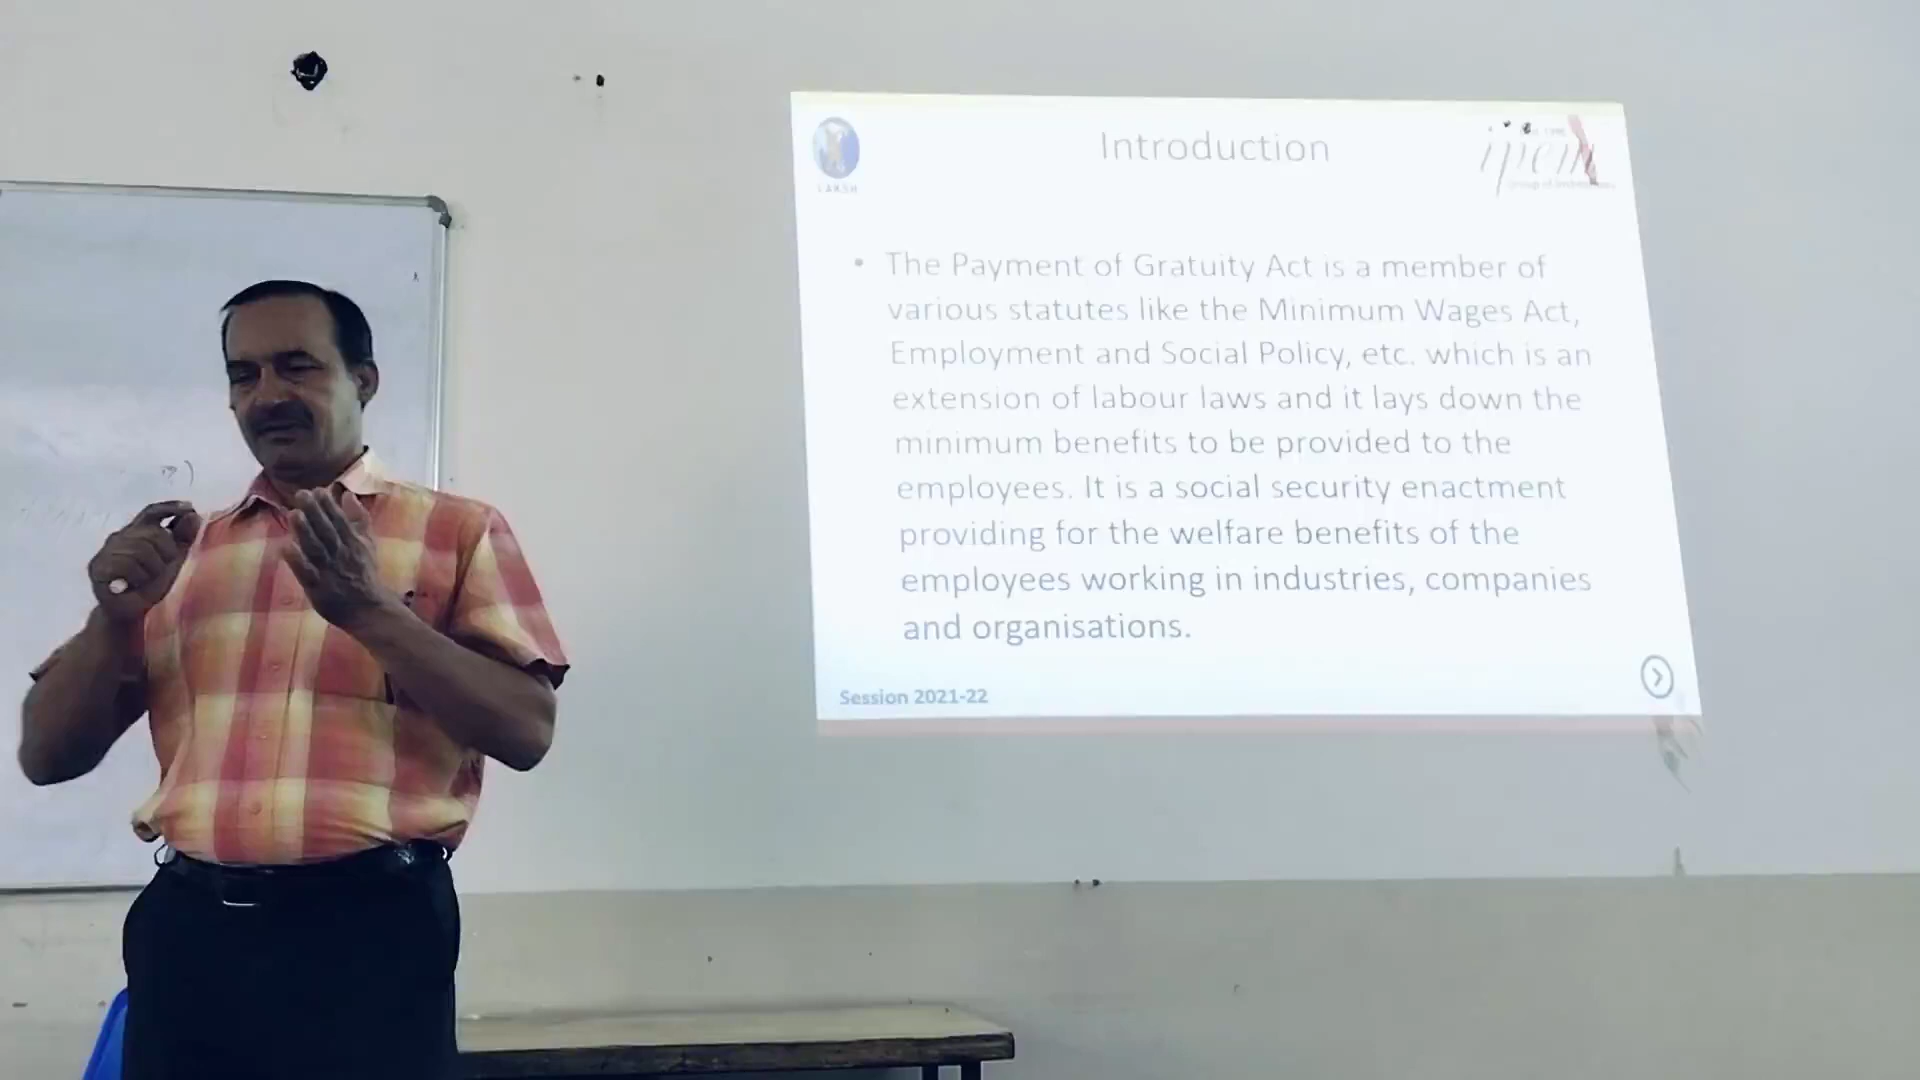 Introduction
LAKSH
ipem
• The Payment of Gratuity Act is a member of
various statutes like the Minimum Wages Act,
Employment and Social Policy, etc. which is an
extension of labour laws and it lays down the
minimum benefits to be provided to the
employees. It is a social security enactment
providing for the welfare benefits of the
employees working in industries, companies
and organisations.
Session 2021-22